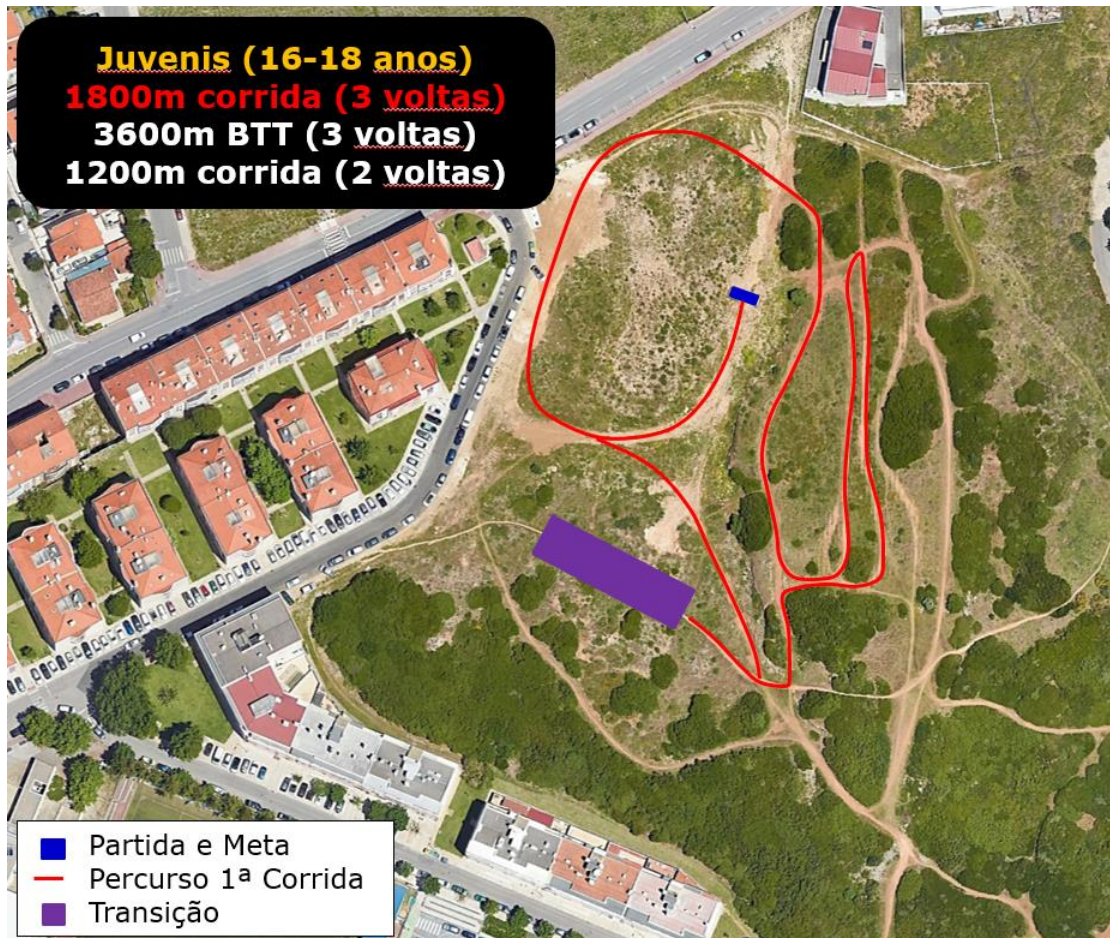 Juvenis (16-18 anos)
1800m corrida (3 voltas)
3600m BTT (3 voltas)
1200m corrida (2 voltas)
Partida e Meta
Percurso 1ª Corrida
Transição